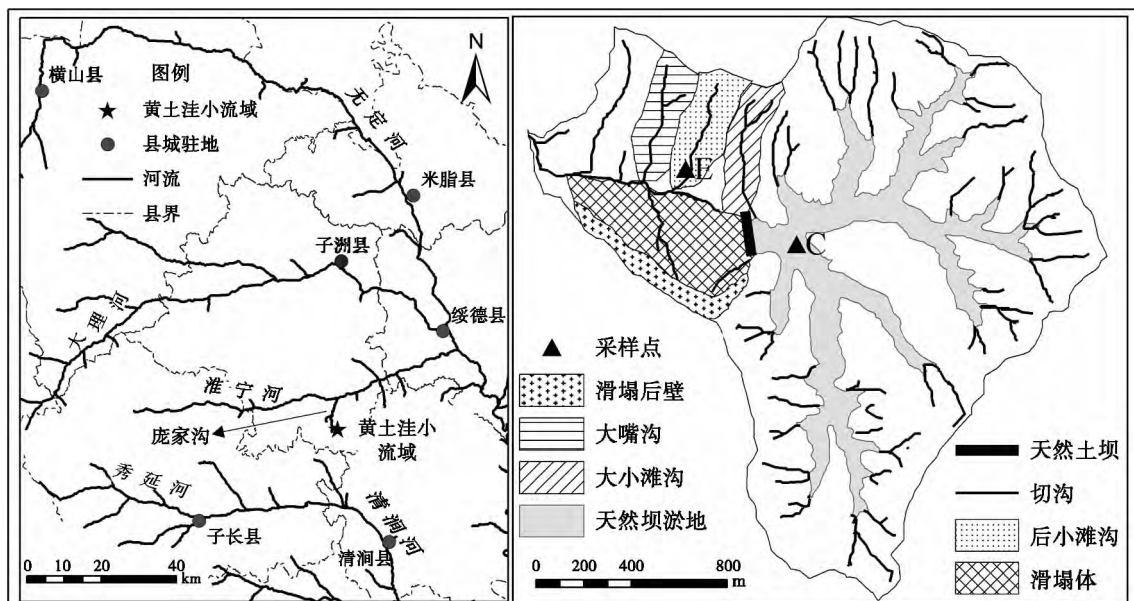 N
横山县
图例
黄土洼小流域
县城驻地
河流
县界
无定河
米脂县
子洲县
绥德县
大理河
淮宁河
庞家沟
黄土洼小
流域
秀延河
清涧河
子长县
清涧县
0 10 20 40
km
E
C
采样点
滑塌后壁
大嘴沟
大小滩沟
天然坝淤地
天然土坝
切沟
后小滩沟
滑塌体
0 200 400 800
m